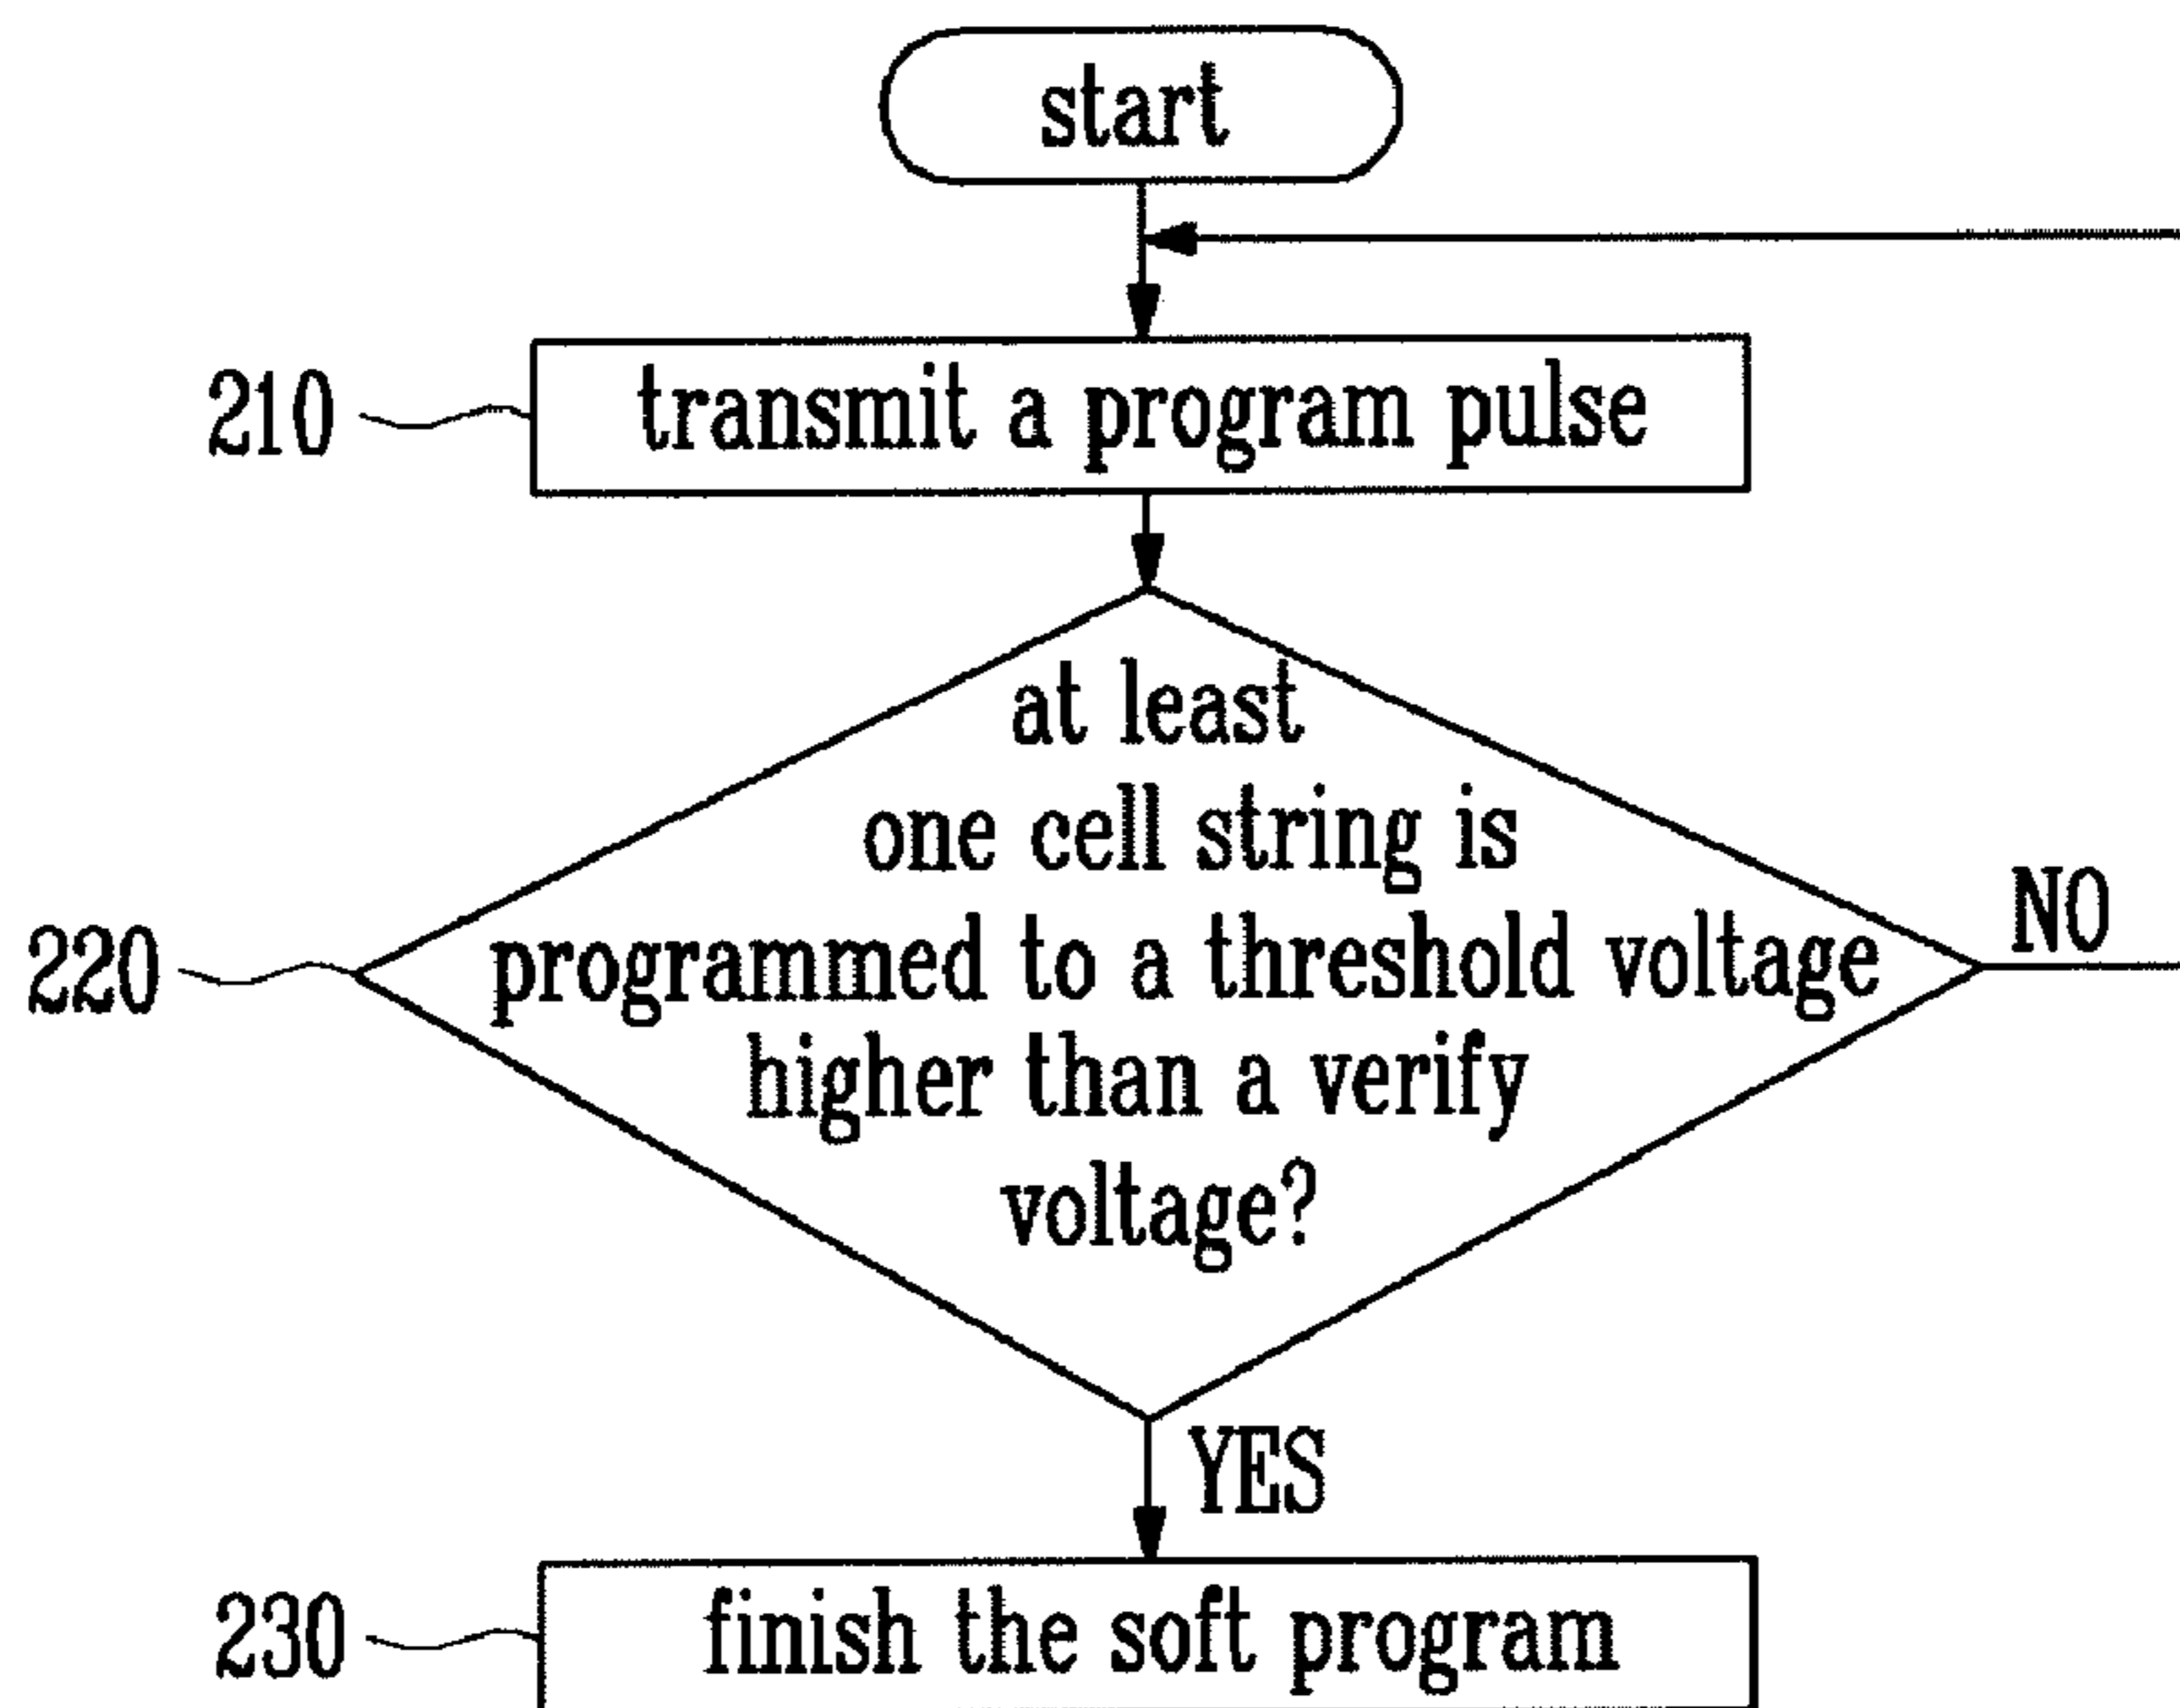 start
210 transmit a program pulse
at least
one cell string is
220 programmed to a threshold voltage NO
higher than a verify
voltage?
YES
230 finish the soft program